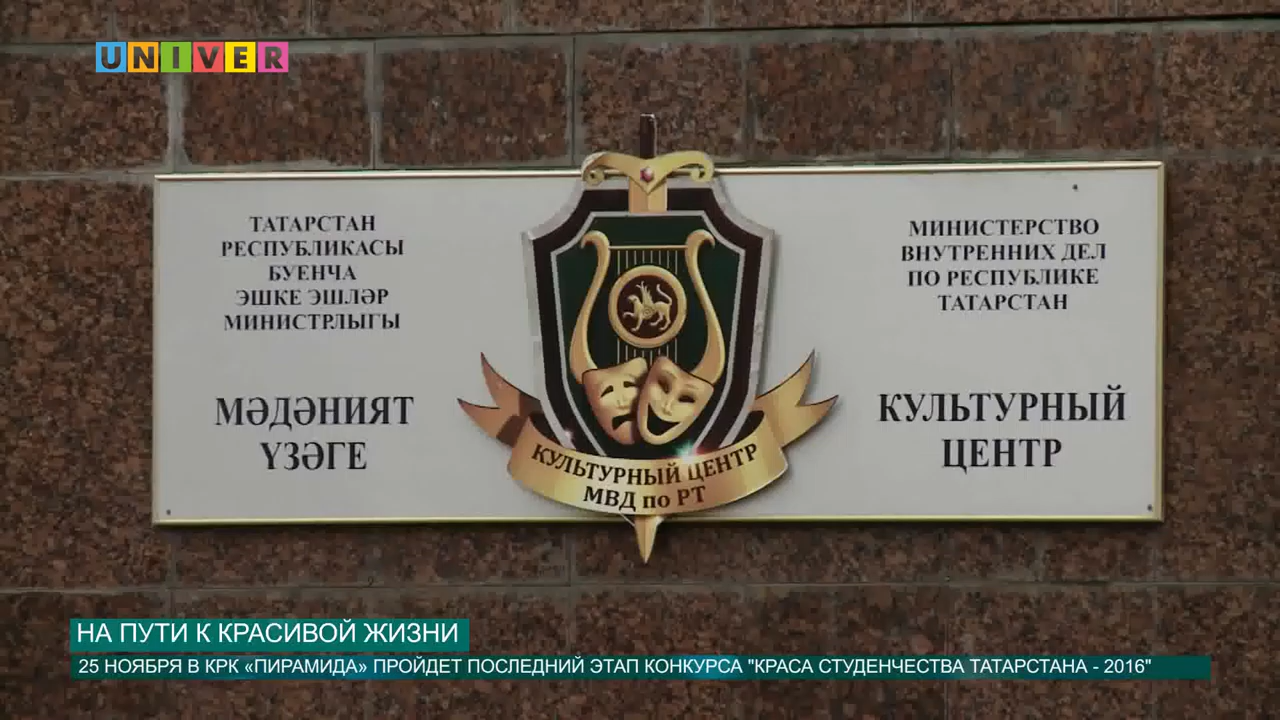 UNIVER
ТАТАРСТАН
РЕСПУБЛИКАСЫ
БУЕНЧА
ЭШКЕ ЭШЛӘР
МИНИСТРЛЫГЫ
МӘДӘНИЯТ
ҮЗӘГЕ
КУЛЬТУРНЫЙ ЦЕНТР
МВД по РТ
МИНИСТЕРСТВО
ВНУТРЕННИХ ДЕЛ
ПО РЕСПУБЛИКЕ
ТАТАРСТАН
КУЛЬТУРНЫЙ
ЦЕНТР
НА ПУТИ К КРАСИВОЙ ЖИЗНИ
25 НОЯБРЯ В КРК «ПИРАМИДА» ПРОЙДЕТ ПОСЛЕДНИЙ ЭТАП КОНКУРСА "КРАСА СТУДЕНЧЕСТВА ТАТАРСТАНА - 2016"